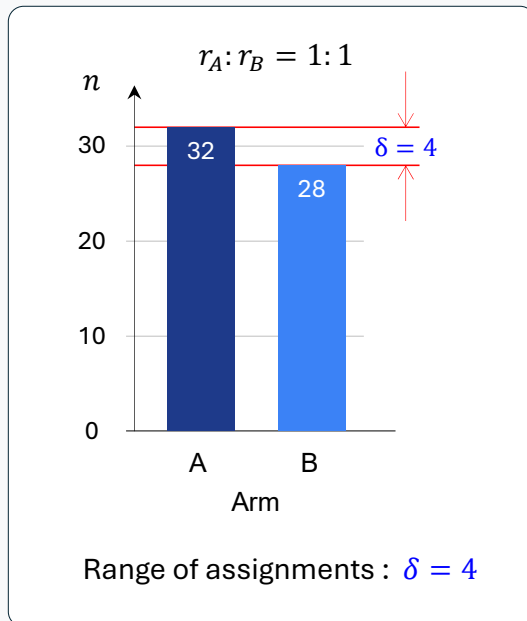 r_A: r_B = 1: 1
n
30
20
10
0
32
28
δ = 4
A
B
Arm
Range of assignments : δ = 4